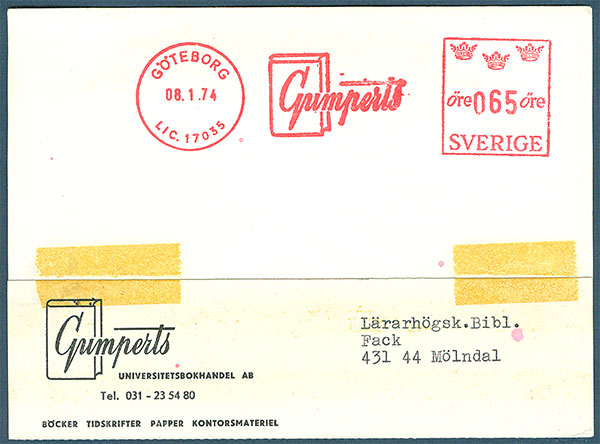 GÖTEBORG
08.1.74
LIC. 17035
Gumperts
öre 065 öre
SVERIGE
Gumperts
UNIVERSITETSBOKHANDEL AB
Tel. 031 - 23 54 80
BÖCKER TIDSKRIFTER PAPPER KONTORSMATERIEL
Lärarhögsk.Bibl.
Fack
431 44 Mölndal